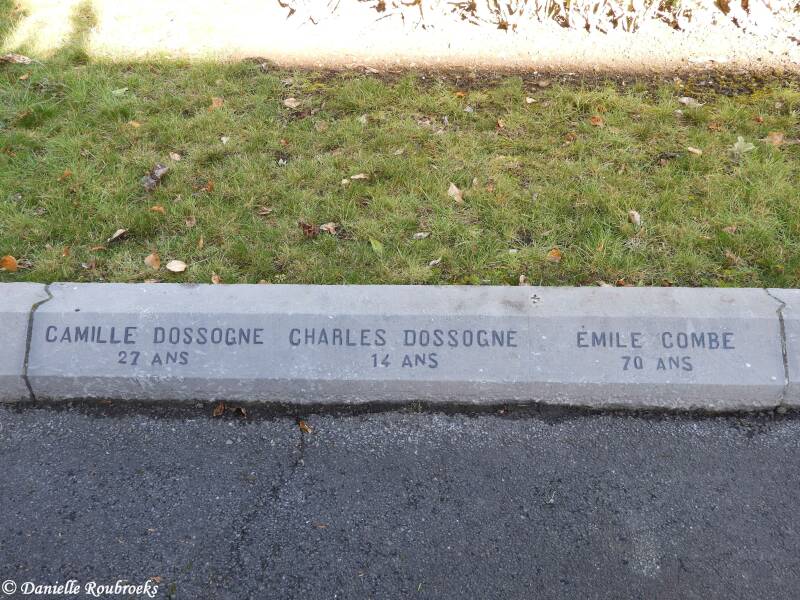 CAMILLE DOSSOGNE
27 ANS
CHARLES DOSSOGNE
14 ANS
ÉMILE COMBE
70 ANS
© Danielle Roubroeks